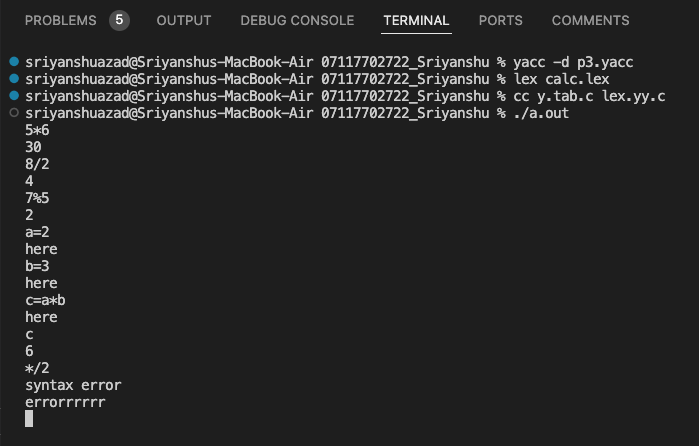 PROBLEMS 5 OUTPUT DEBUG CONSOLE TERMINAL PORTS COMMENTS
sriyanshuazad@Sriyanshus-MacBook-Air 07117702722_Sriyanshu % yacc -d p3.yacc
sriyanshuazad@Sriyanshus-MacBook-Air 07117702722_Sriyanshu % lex calc.lex
sriyanshuazad@Sriyanshus-MacBook-Air 07117702722_Sriyanshu % cc y.tab.c lex.yy.c
sriyanshuazad@Sriyanshus-MacBook-Air 07117702722_Sriyanshu % ./a.out
5*6
30
8/2
4
7%5
2
a=2
here
b=3
here
c=a*b
here
c
6
*/2
syntax error
errorrrrrr